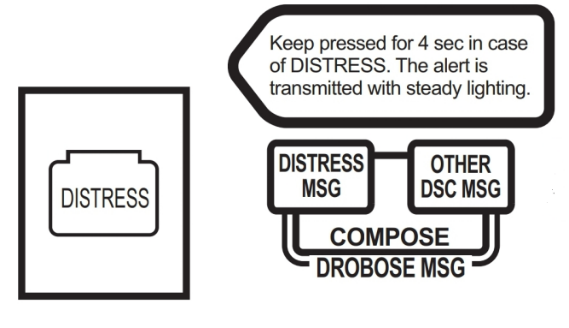 Keep pressed for 4 sec in case
of DISTRESS. The alert is
transmitted with steady lighting.
DISTRESS
DISTRESS
MSG
OTHER
DSC MSG
COMPOSE
DROBOSE MSG